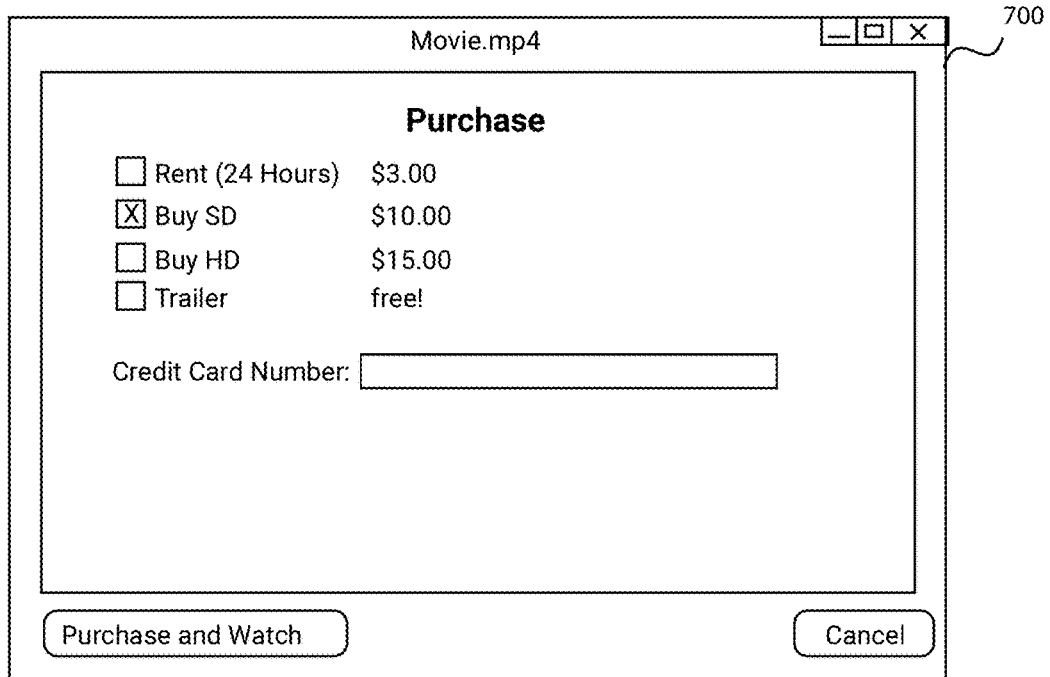 700
Movie.mp4
Purchase
Rent (24 Hours) $3.00
X Buy SD $10.00
Buy HD $15.00
Trailer free!
Credit Card Number:
Purchase and Watch Cancel